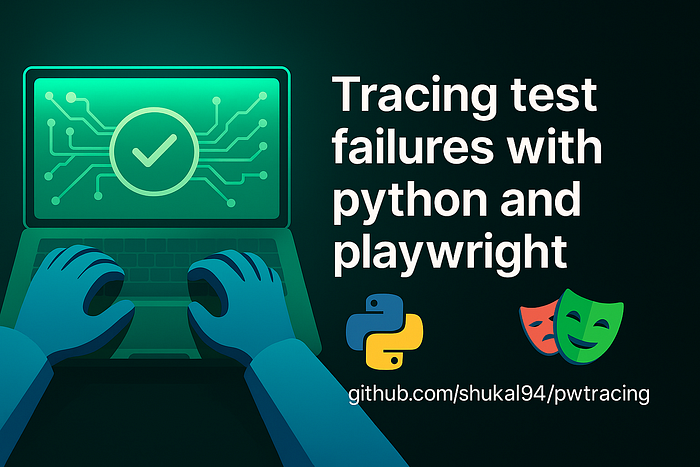 Tracing test
failures with
python and
playwright
github.com/shukal94/pwtracing